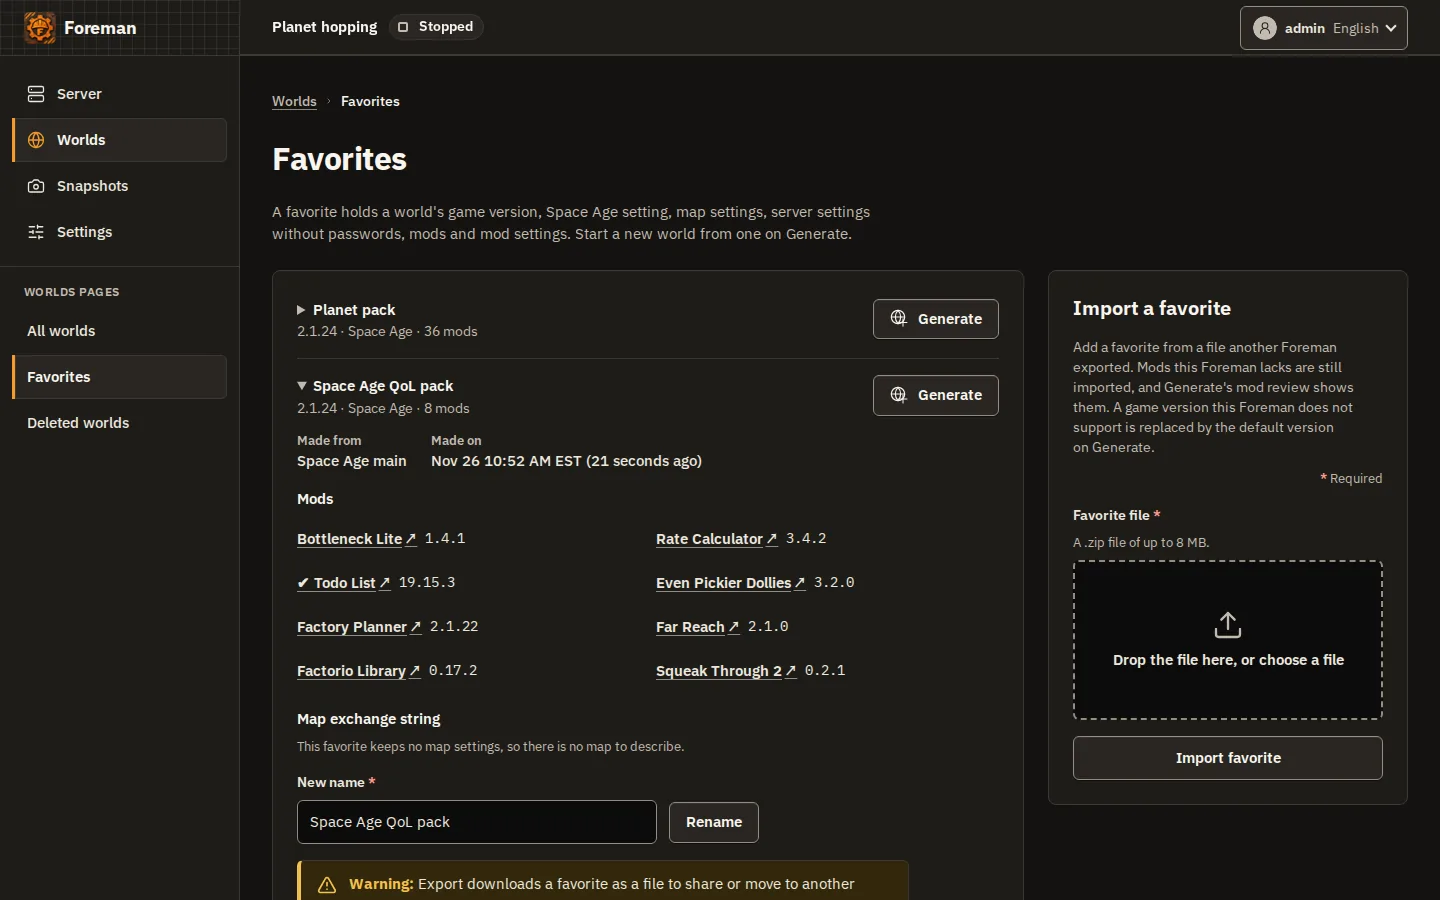 Foreman
Planet hopping
Stopped
admin English
Server
Worlds
Snapshots
Settings
WORLDS PAGES
All worlds
Favorites
Deleted worlds
Worlds › Favorites
Favorites
A favorite holds a world's game version, Space Age setting, map settings, server settings
without passwords, mods and mod settings. Start a new world from one on Generate.
Planet pack
2.1.24 · Space Age · 36 mods
Generate
Space Age QoL pack
2.1.24 · Space Age · 8 mods
Generate
Made from
Space Age main
Made on
Nov 26 10:52 AM EST (21 seconds ago)
Mods
Bottleneck Lite ↗ 1.4.1
Rate Calculator ↗ 3.4.2
✔ Todo List ↗ 19.15.3
Even Pickier Dollies ↗ 3.2.0
Factory Planner ↗ 2.1.22
Far Reach ↗ 2.1.0
Factorio Library ↗ 0.17.2
Squeak Through 2 ↗ 0.2.1
Map exchange string
This favorite keeps no map settings, so there is no map to describe.
New name *
Space Age QoL pack
Rename
Warning: Export downloads a favorite as a file to share or move to another
Import a favorite
Add a favorite from a file another Foreman
exported. Mods this Foreman lacks are still
imported, and Generate's mod review shows
them. A game version this Foreman does not
support is replaced by the default version
on Generate.
* Required
Favorite file *
A .zip file of up to 8 MB.
Drop the file here, or choose a file
Import favorite